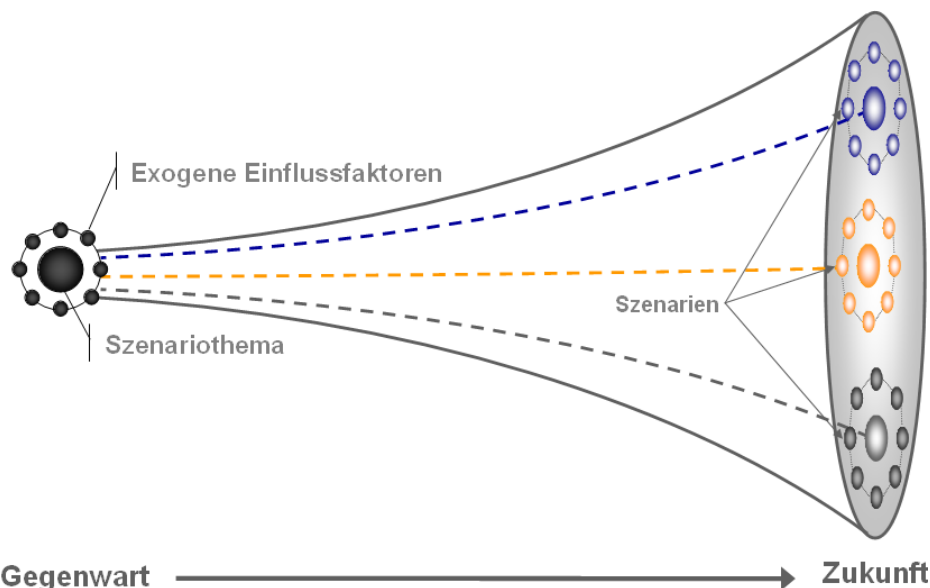 Exogene Einflussfaktoren
Szenarien
Szenariothema
Gegenwart
Zukunft